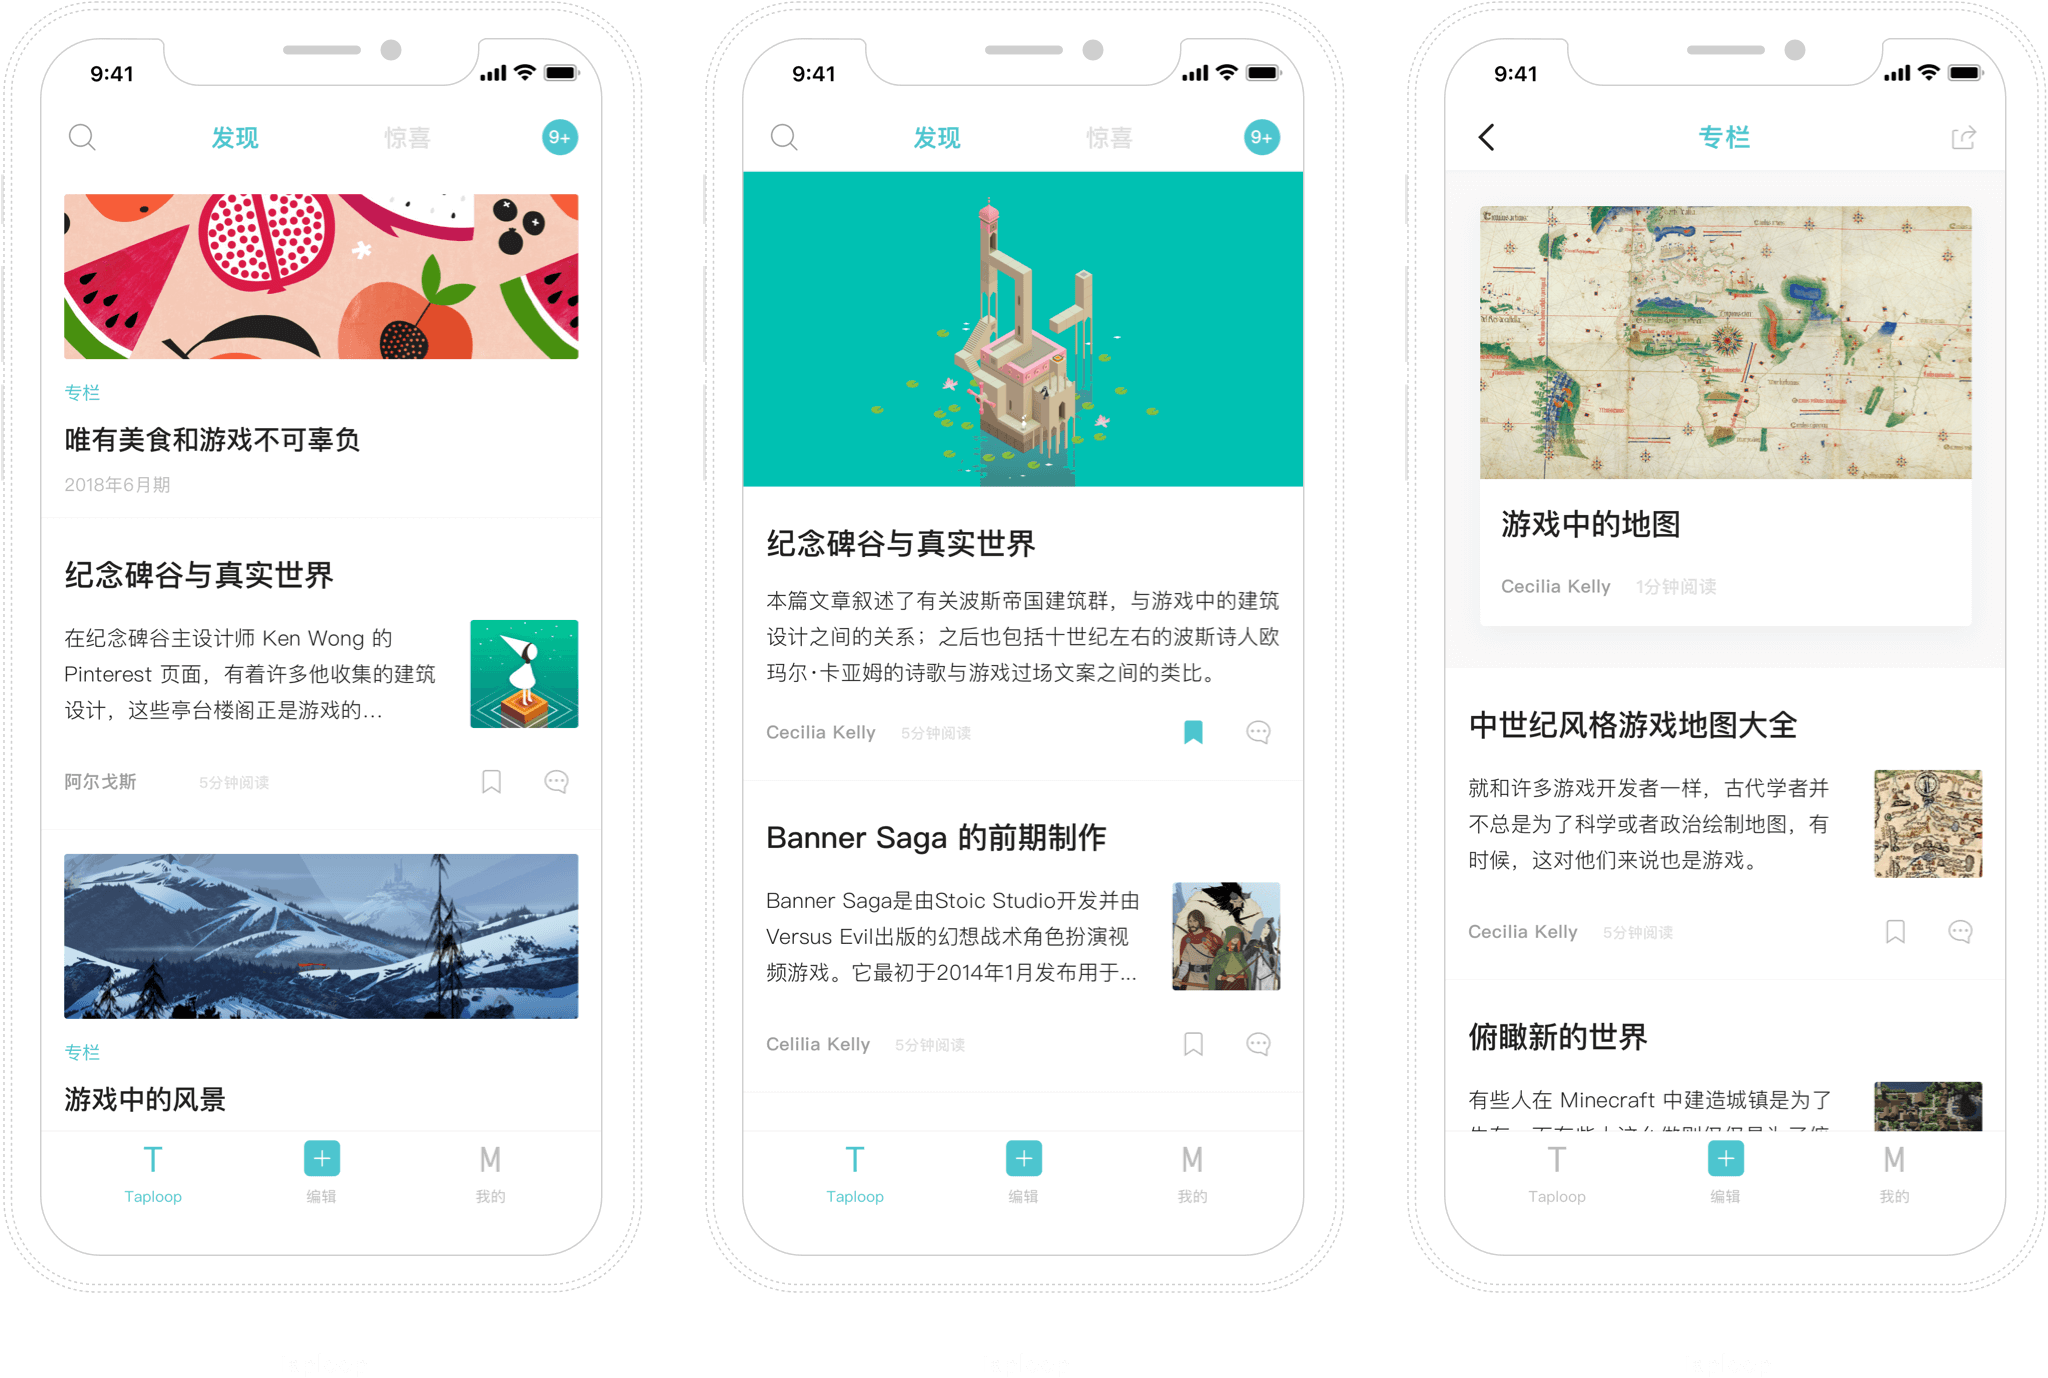 9:41
发现
惊喜
9+
专栏
唯有美食和游戏不可辜负
2018年6月期
纪念碑谷与真实世界
在纪念碑谷主设计师 Ken Wong 的
Pinterest 页面，有着许多他收集的建筑
设计，这些亭台楼阁正是游戏的...
阿尔戈斯
5分钟阅读
专栏
游戏中的风景
T
M
Taploop
编辑
我的
9:41
发现
惊喜
9+
纪念碑谷与真实世界
本篇文章叙述了有关波斯帝国建筑群，与游戏中的建筑
设计之间的关系；之后也包括十世纪左右的波斯诗人欧
玛尔·卡亚姆的诗歌与游戏过场文案之间的类比。
Cecilia Kelly
5分钟阅读
Banner Saga 的前期制作
Banner Saga是由Stoic Studio开发并由
Versus Evil出版的幻想战术角色扮演视
频游戏。它最初于2014年1月发布用于...
Celilia Kelly
5分钟阅读
T
M
Taploop
编辑
我的
9:41
专栏
游戏中的地图
Cecilia Kelly
1分钟阅读
中世纪风格游戏地图大全
就和许多游戏开发者一样，古代学者并
不总是为了科学或者政治绘制地图，有
时候，这对他们来说也是游戏。
Cecilia Kelly
5分钟阅读
俯瞰新的世界
有些人在 Minecraft 中建造城镇是为了
T
M
Taploop
编辑
我的